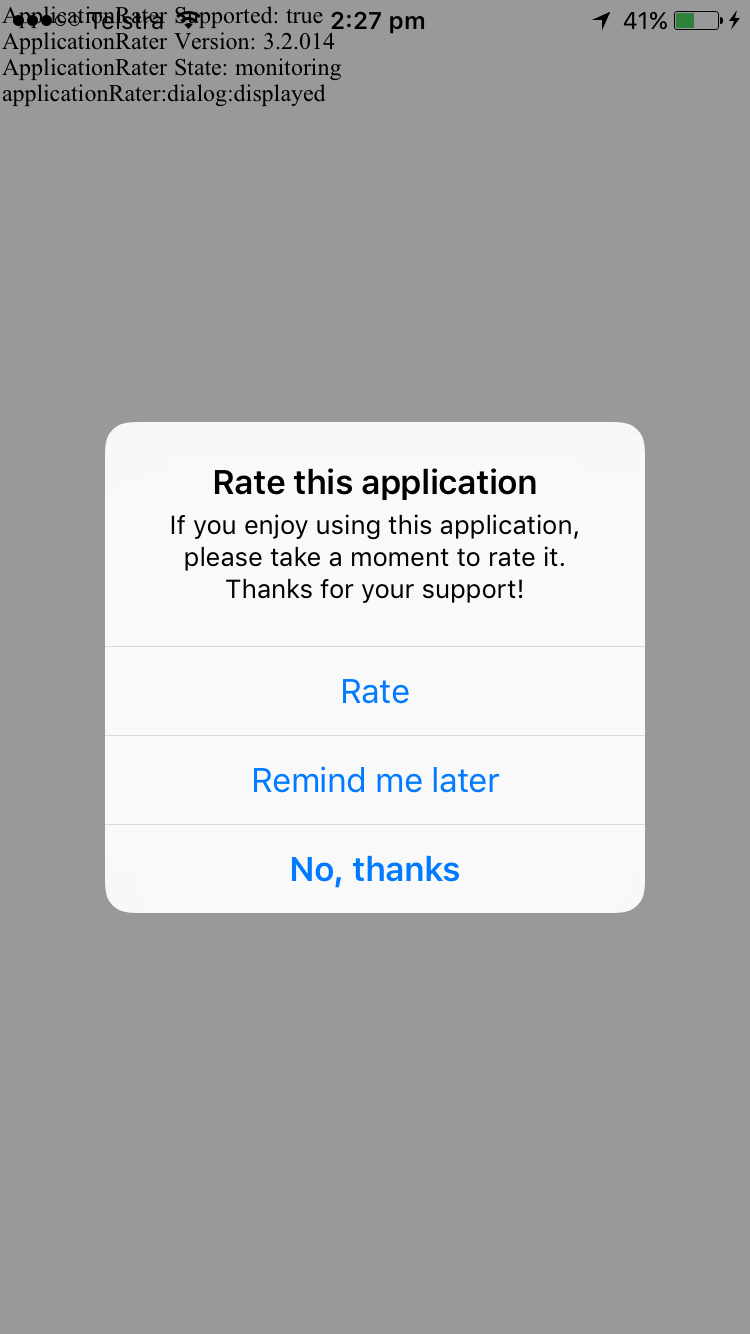 ApplicationRater Supported: true
Telstra 2:27 pm 41%
ApplicationRater Version: 3.2.014
ApplicationRater State: monitoring
applicationRater:dialog:displayed
Rate this application
If you enjoy using this application,
please take a moment to rate it.
Thanks for your support!
Rate
Remind me later
No, thanks